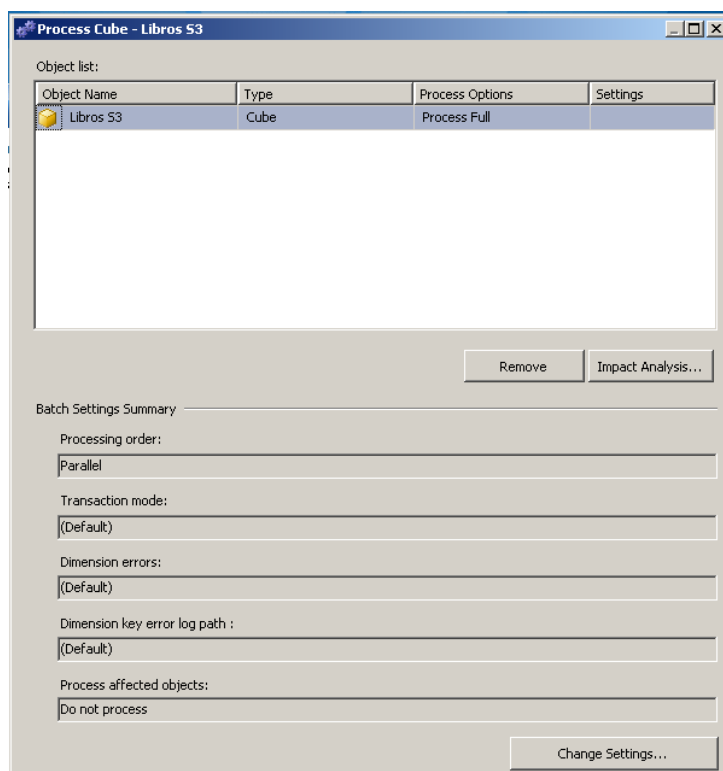 Process Cube - Libros S3
Object list:
Object Name Type Process Options Settings
Libros S3 Cube Process Full
Remove Impact Analysis...
Batch Settings Summary
Processing order:
Parallel
Transaction mode:
(Default)
Dimension errors:
(Default)
Dimension key error log path :
(Default)
Process affected objects:
Do not process
Change Settings...